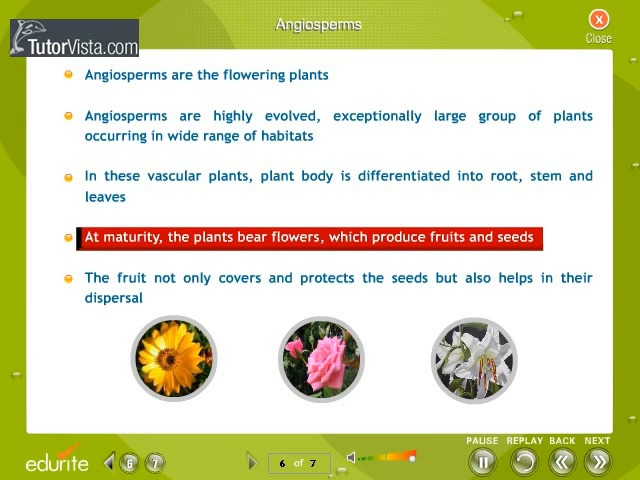 Angiosperms
x
Close
TutorVista.com
Angiosperms are the flowering plants
Angiosperms are highly evolved, exceptionally large group of plants
occurring in wide range of habitats
In these vascular plants, plant body is differentiated into root, stem and
leaves
At maturity, the plants bear flowers, which produce fruits and seeds
The fruit not only covers and protects the seeds but also helps in their
dispersal
PAUSE REPLAY BACK NEXT
edurite
6 7
6 of 7